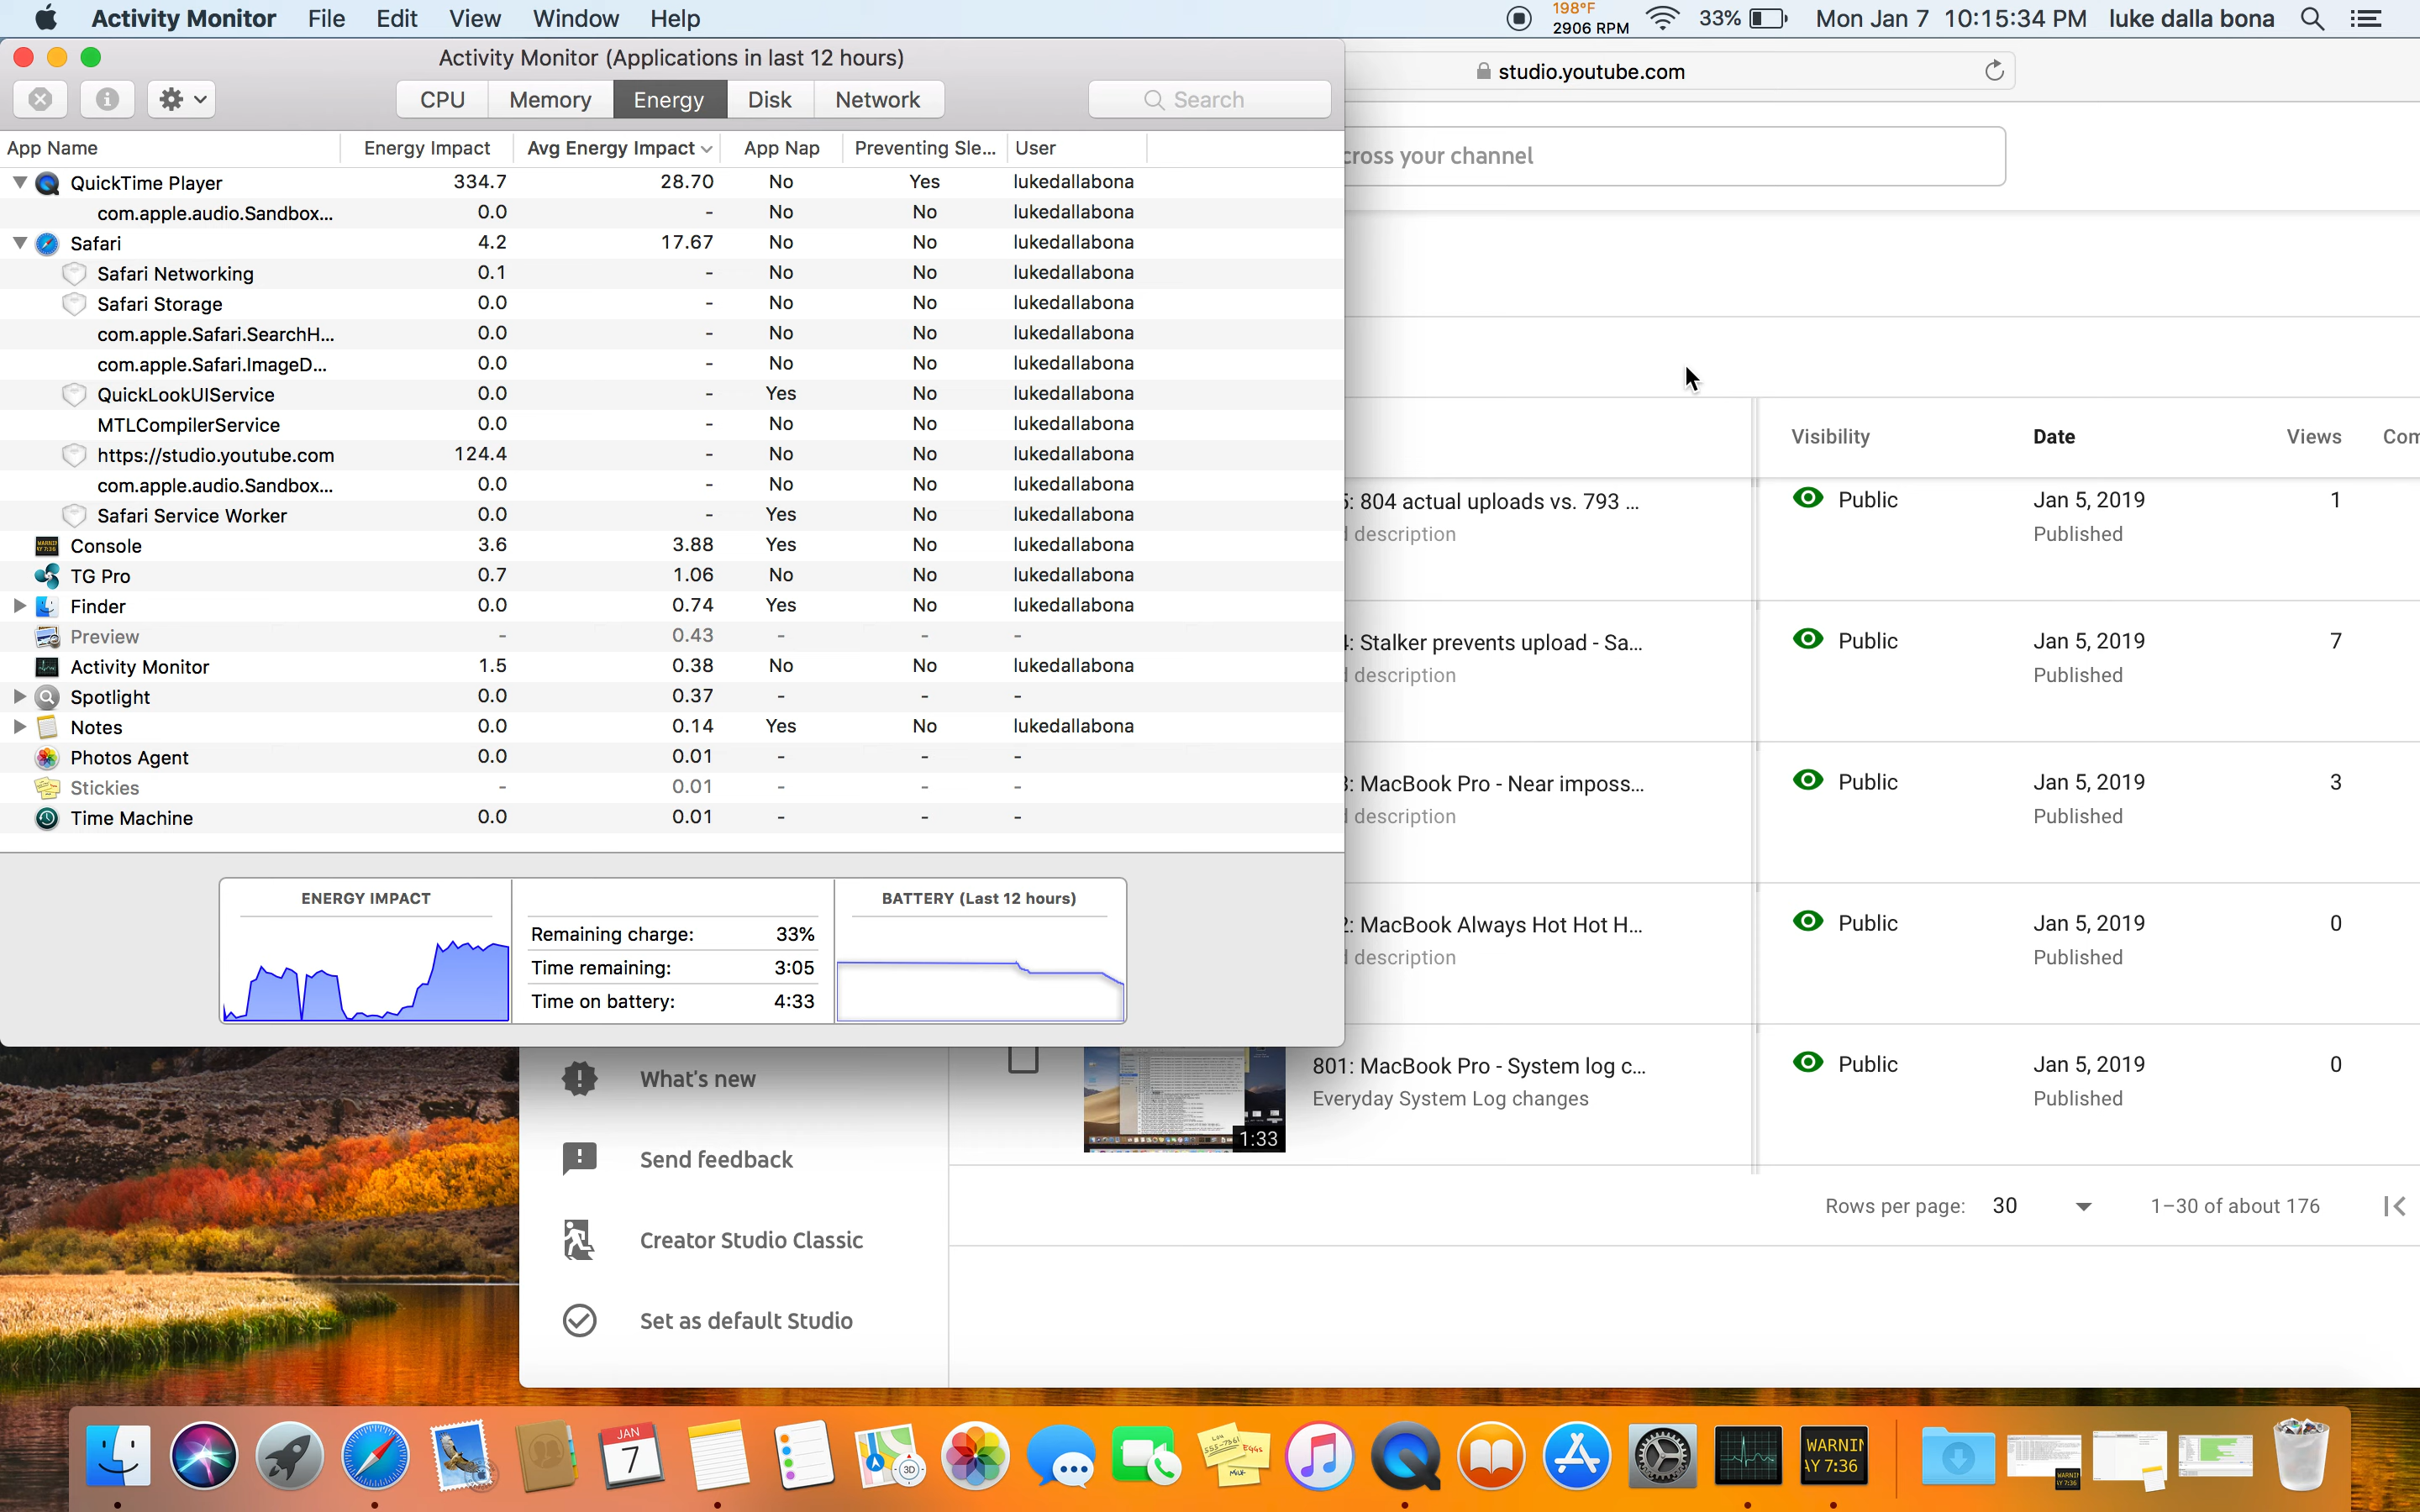 Activity Monitor File Edit View Window Help
198°F
2906 RPM
33% Mon Jan 7 10:15:34 PM luke dalla bona
Activity Monitor (Applications in last 12 hours)
CPU Memory Energy Disk Network
Search
App Name Energy Impact Avg Energy Impact App Nap Preventing Sle... User
QuickTime Player 334.7 28.70 No Yes lukedallabona
com.apple.audio.Sandbox... 0.0 - No No lukedallabona
Safari 4.2 17.67 No No lukedallabona
Safari Networking 0.1 - No No lukedallabona
Safari Storage 0.0 - No No lukedallabona
com.apple.Safari.SearchH... 0.0 - No No lukedallabona
com.apple.Safari.ImageD... 0.0 - No No lukedallabona
QuickLookUIService 0.0 - Yes No lukedallabona
MTLCompilerService 0.0 - No No lukedallabona
https://studio.youtube.com 124.4 - No No lukedallabona
com.apple.audio.Sandbox... 0.0 - No No lukedallabona
Safari Service Worker 0.0 - Yes No lukedallabona
Console 3.6 3.88 Yes No lukedallabona
TG Pro 0.7 1.06 No No lukedallabona
Finder 0.0 0.74 Yes No lukedallabona
Preview - 0.43 - - -
Activity Monitor 1.5 0.38 No No lukedallabona
Spotlight 0.0 0.37 - - -
Notes 0.0 0.14 Yes No lukedallabona
Photos Agent 0.0 0.01 - - -
Stickies - 0.01 - - -
Time Machine 0.0 0.01 - - -
ENERGY IMPACT
Remaining charge: 33%
Time remaining: 3:05
Time on battery: 4:33
BATTERY (Last 12 hours)
studio.youtube.com
cross your channel
Visibility Date Views Com
5: 804 actual uploads vs. 793 ... Public Jan 5, 2019 1
description Published
4: Stalker prevents upload - Sa... Public Jan 5, 2019 7
description Published
3: MacBook Pro - Near imposs... Public Jan 5, 2019 3
description Published
2: MacBook Always Hot Hot H... Public Jan 5, 2019 0
description Published
801: MacBook Pro - System log c... Public Jan 5, 2019 0
Everyday System Log changes Published
1:33
Rows per page: 30 1–30 of about 176
What's new
Send feedback
Creator Studio Classic
Set as default Studio
JAN
7
3D
WARNIN
AY 7:36